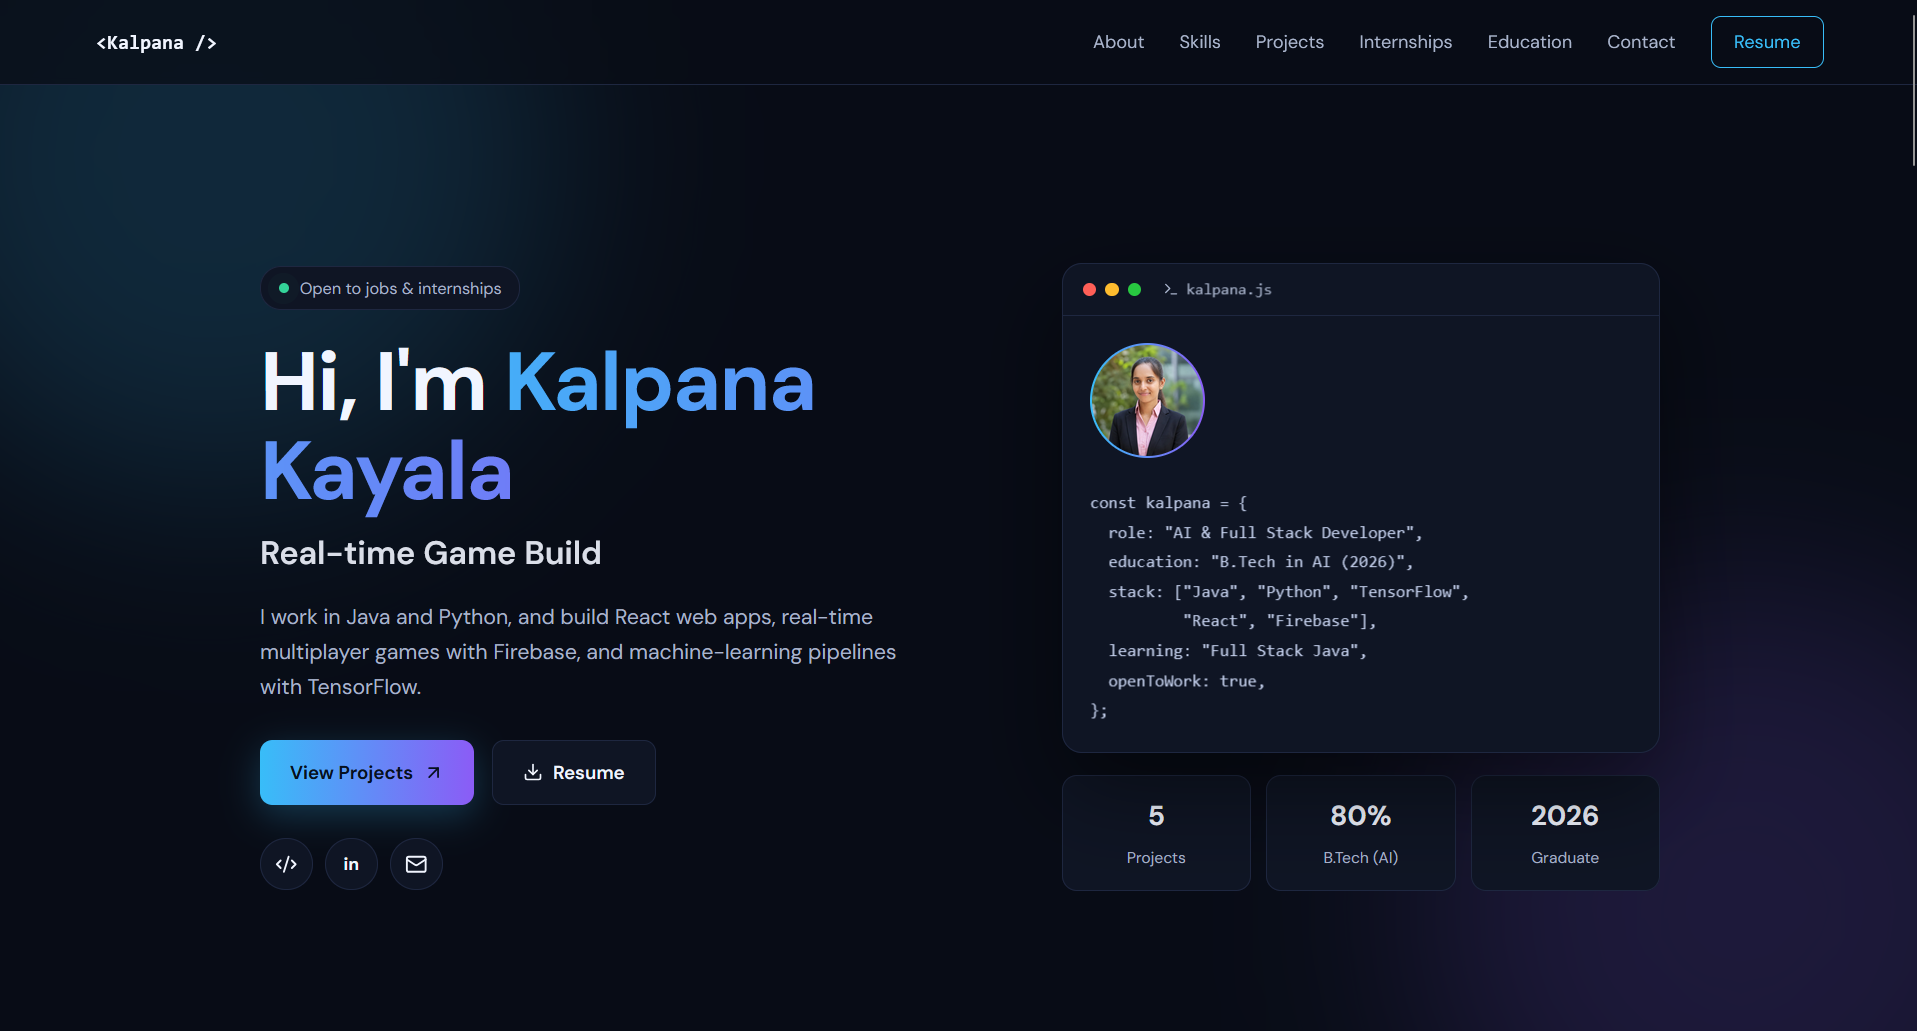 <Kalpana />
About
Skills
Projects
Internships
Education
Contact
Resume
Open to jobs & internships
Hi, I'm Kalpana
Kayala
Real-time Game Build
I work in Java and Python, and build React web apps, real-time
multiplayer games with Firebase, and machine-learning pipelines
with TensorFlow.
View Projects
Resume
</>
in
>_ kalpana.js
const kalpana = {
  role: "AI & Full Stack Developer",
  education: "B.Tech in AI (2026)",
  stack: ["Java", "Python", "TensorFlow",
          "React", "Firebase"],
  learning: "Full Stack Java",
  openToWork: true,
};
5
Projects
80%
B.Tech (AI)
2026
Graduate